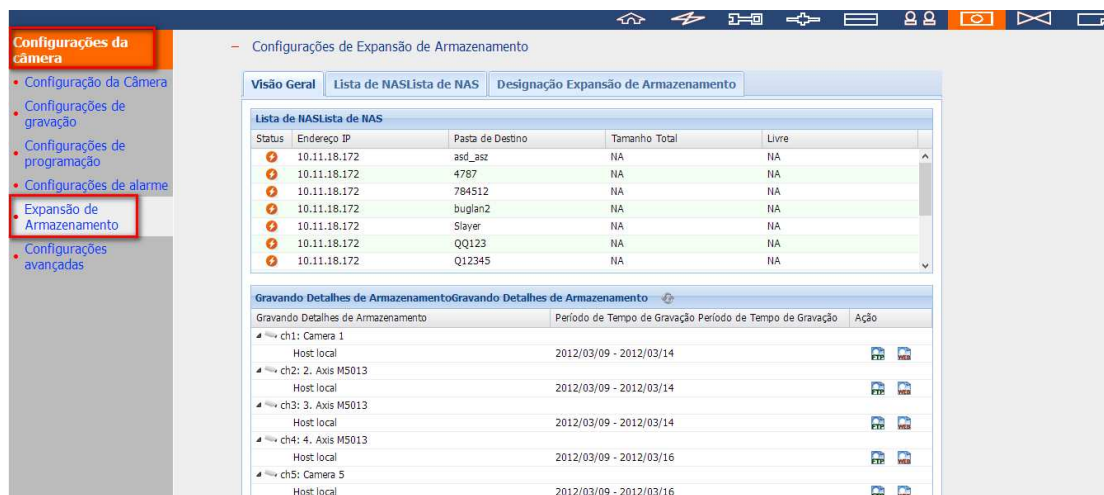 Configurações da câmera
• Configuração da Câmera
• Configurações de gravação
• Configurações de programação
• Configurações de alarme
• Expansão de Armazenamento
• Configurações avançadas
– Configurações de Expansão de Armazenamento
Visão Geral Lista de NASLista de NAS Designação Expansão de Armazenamento
Lista de NASLista de NAS
Status Endereço IP Pasta de Destino Tamanho Total Livre
10.11.18.172 asd_asz NA NA
10.11.18.172 4787 NA NA
10.11.18.172 784512 NA NA
10.11.18.172 buglan2 NA NA
10.11.18.172 Slayer NA NA
10.11.18.172 QQ123 NA NA
10.11.18.172 Q12345 NA NA
Gravando Detalhes de ArmazenamentoGravando Detalhes de Armazenamento
Gravando Detalhes de Armazenamento Período de Tempo de Gravação Período de Tempo de Gravação Ação
ch1: Camera 1
Host local 2012/03/09 - 2012/03/14 FTP WEB
ch2: 2. Axis M5013
Host local 2012/03/09 - 2012/03/14 FTP WEB
ch3: 3. Axis M5013
Host local 2012/03/09 - 2012/03/14 FTP WEB
ch4: 4. Axis M5013
Host local 2012/03/09 - 2012/03/16 FTP WEB
ch5: Camera 5
Host local 2012/03/09 - 2012/03/16